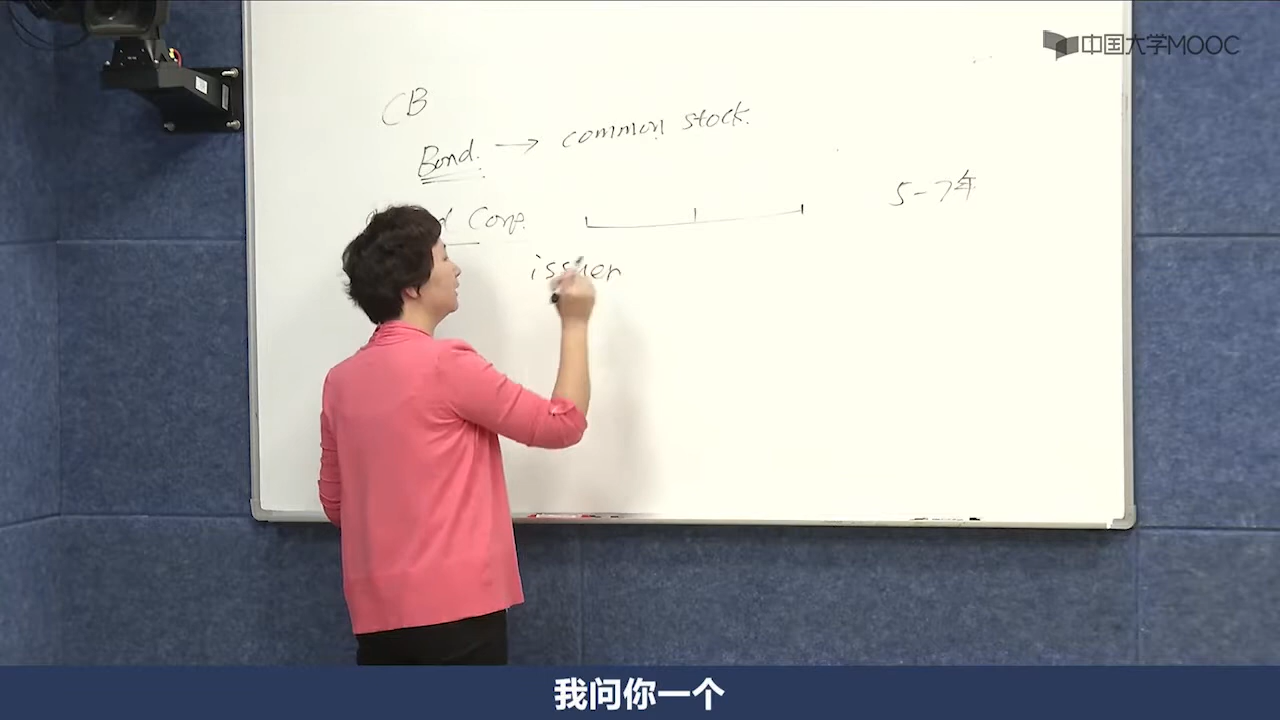 中国大学MOOC
CB
Bond. → common stock.
5-7年
Corp.
issuer
我问你一个